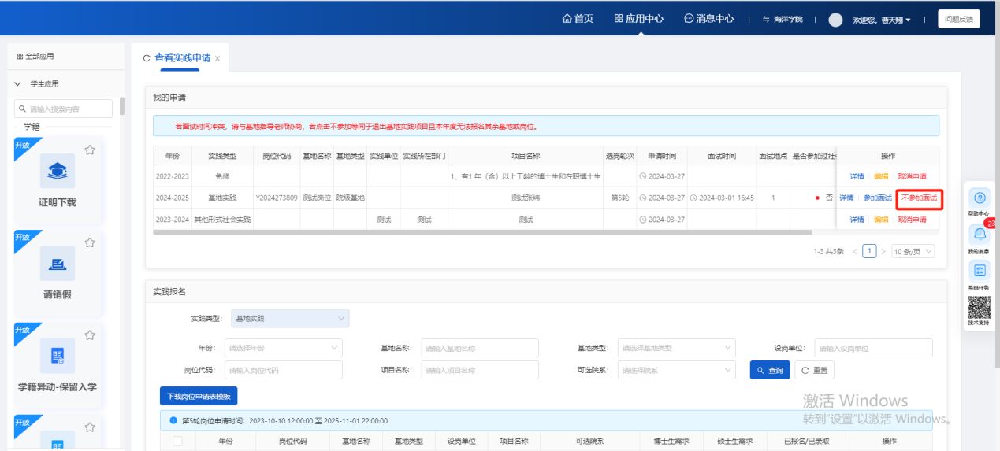 首页 应用中心 消息中心 海洋学院 欢迎您，曹天翔 问题反馈
全部应用
学生应用
请输入搜索内容
学籍
开放
证明下载
开放
请销假
开放
学籍异动-保留入学
开放
查看实践申请
我的申请
若面试时间冲突，请与基地指导老师协商，若点击不参加等同于退出基地实践项目且本年度无法报名其余基地或岗位。
年份 实践类型 岗位代码 基地名称 基地类型 实践单位 实践所在部门 项目名称 选岗轮次 申请时间 面试时间 面试地点 是否参加过社会 操作
2022-2023 免修 1、有1 年（含）以上工龄的博士生和在职博士生 2024-03-27 详情 编辑 取消申请
2024-2025 基地实践 Y2024273809 测试岗位 院级基地 测试张炜 第5轮 2024-03-27 2024-03-01 16:45 1 否 详情 参加面试 不参加面试
2023-2024 其他形式社会实践 测试 测试 测试 2024-03-27 详情 编辑 取消申请
1-3 共3条 < 1 > 10 条/页
实践报名
实践类型： 基地实践
年份： 请选择年份 基地名称： 请输入基地名称 基地类型： 请选择基地类型 设岗单位： 请输入设岗单位
岗位代码： 请输入岗位代码 项目名称： 请输入项目名称 可选院系： 请选择院系 查询 重置
下载岗位申请表模板
第5轮岗位申请时间：2023-10-10 12:00:00 至 2025-11-01 22:00:00
年份 岗位代码 基地名称 基地类型 设岗单位 项目名称 可选院系 博士生需求 硕士生需求 已报名/已录取 操作
帮助中心
23
我的消息
系统任务
技术支持
激活 Windows
转到"设置"以激活 Windows。